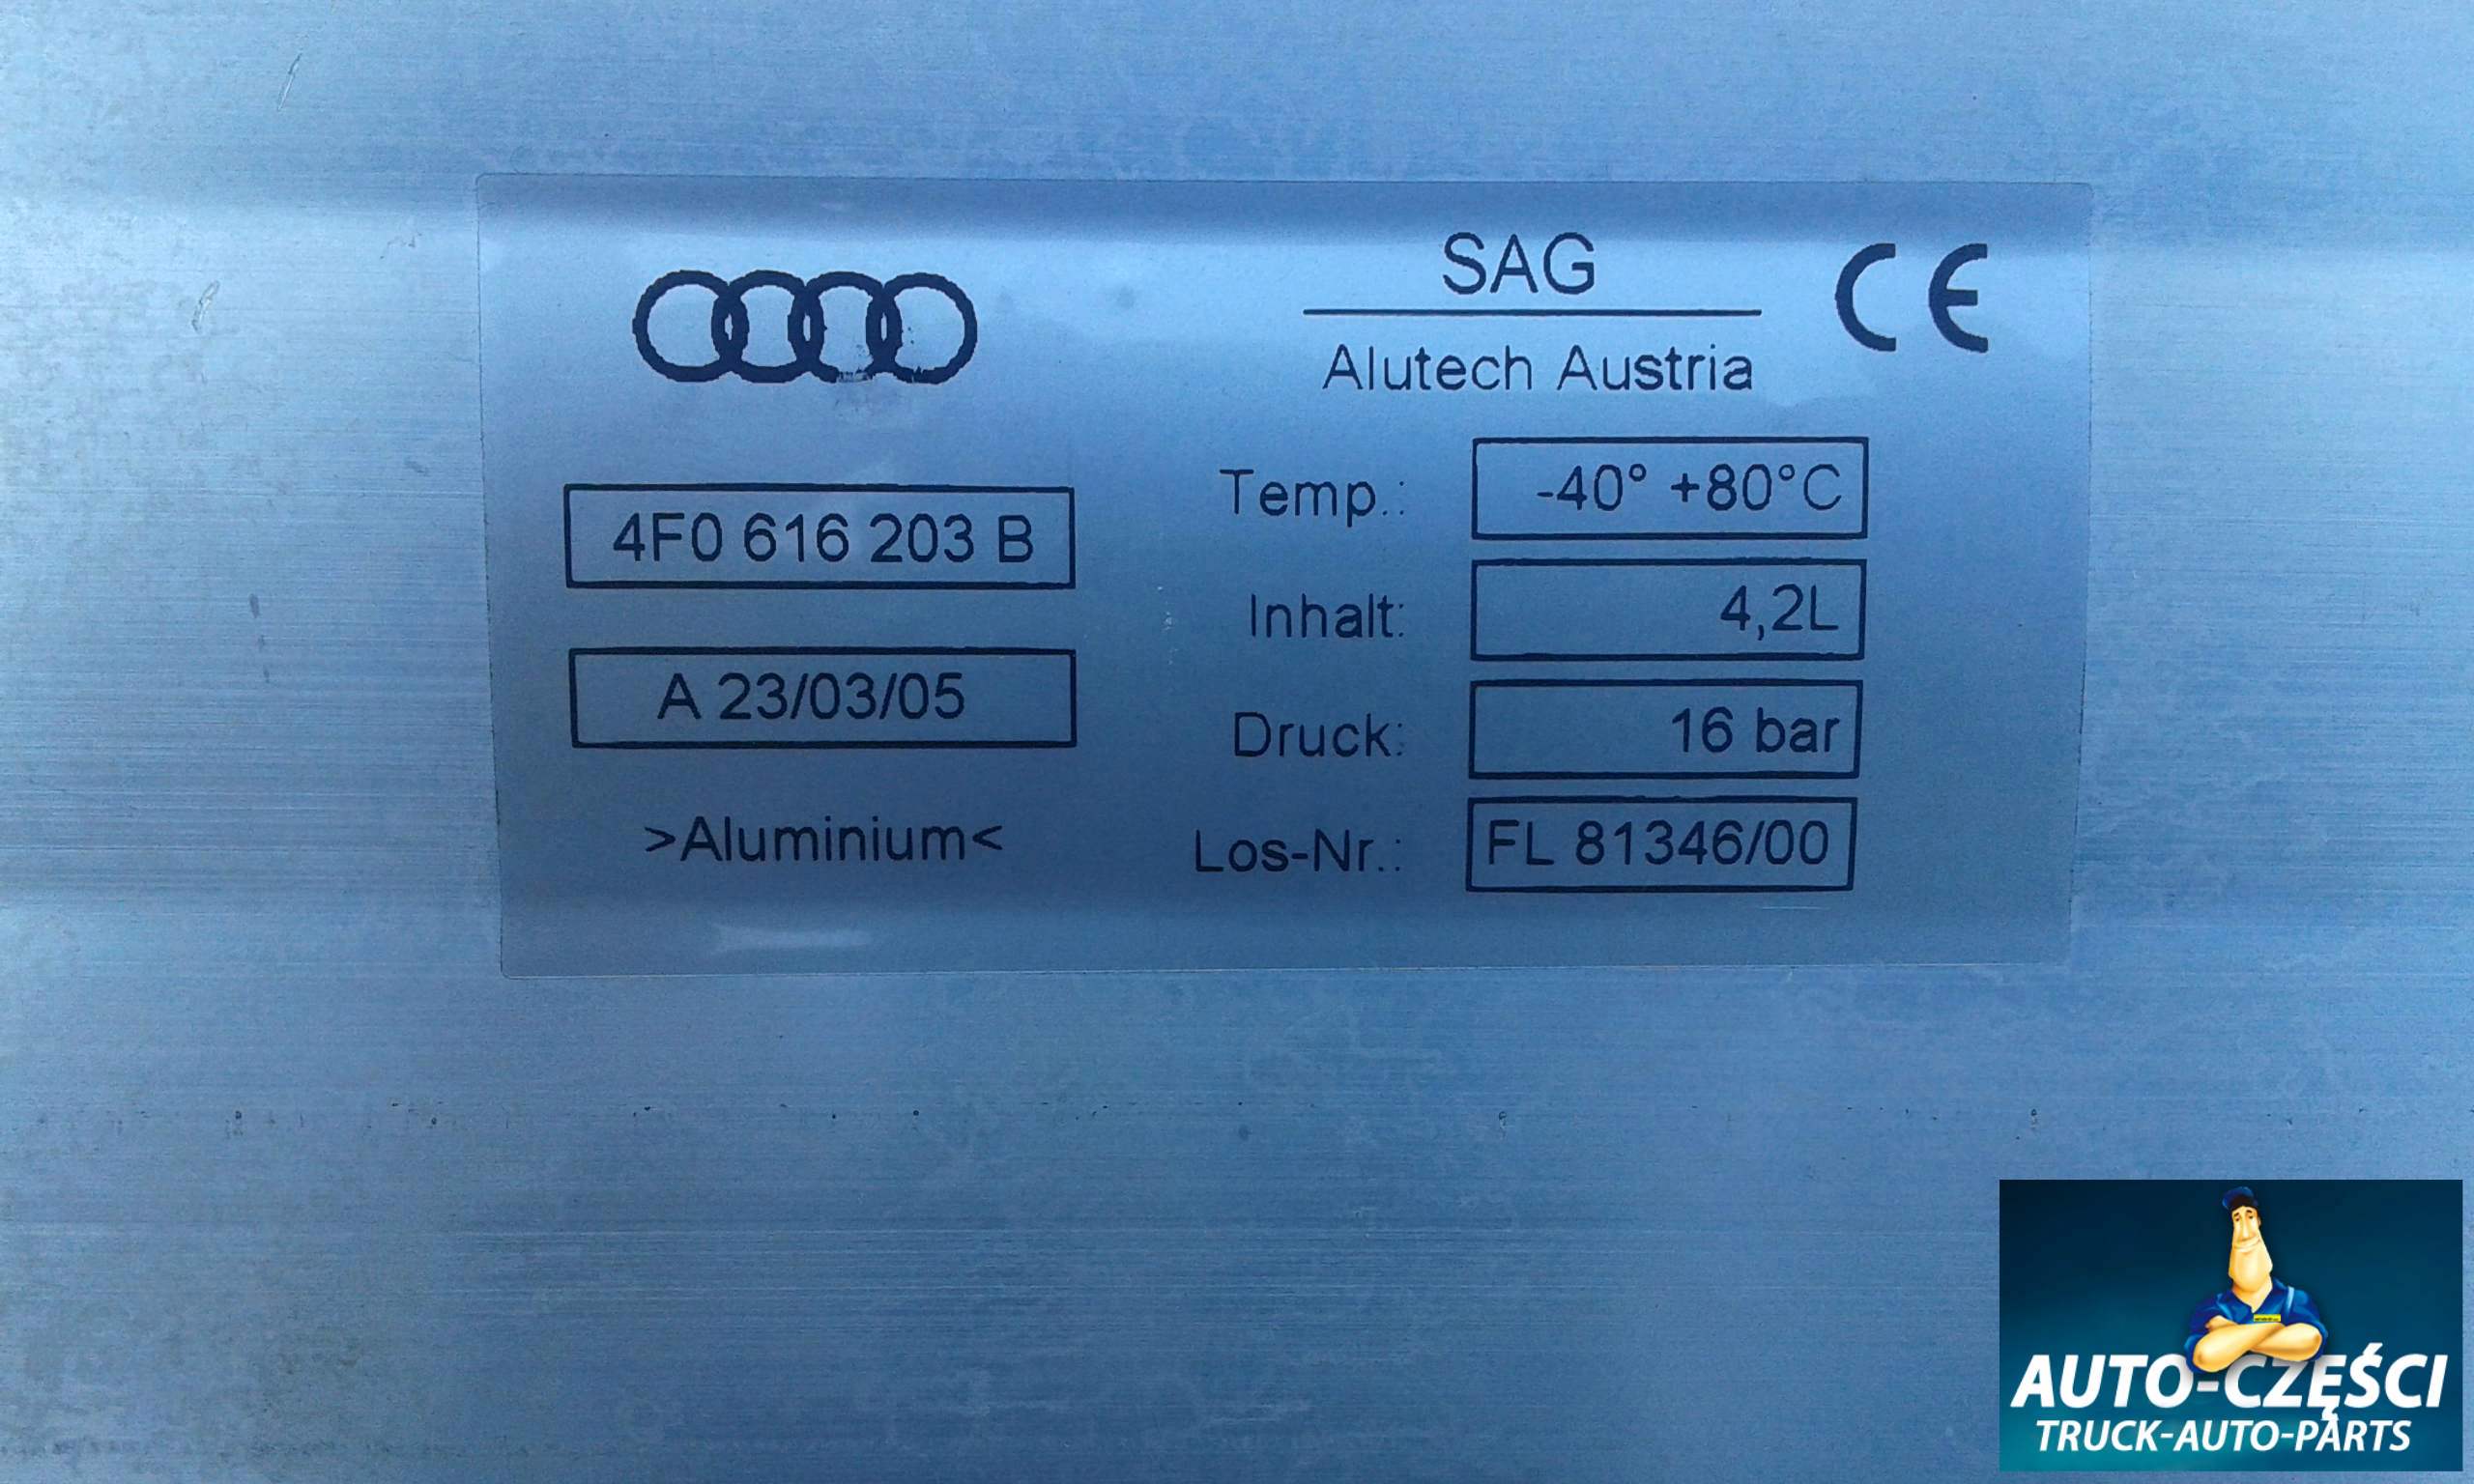 SAG
Alutech Austria
CE
4F0 616 203 B
A 23/03/05
>Aluminium<
Temp.: -40° +80°C
Inhalt: 4,2L
Druck: 16 bar
Los-Nr.: FL 81346/00
AUTO-CZĘŚCI
TRUCK-AUTO-PARTS